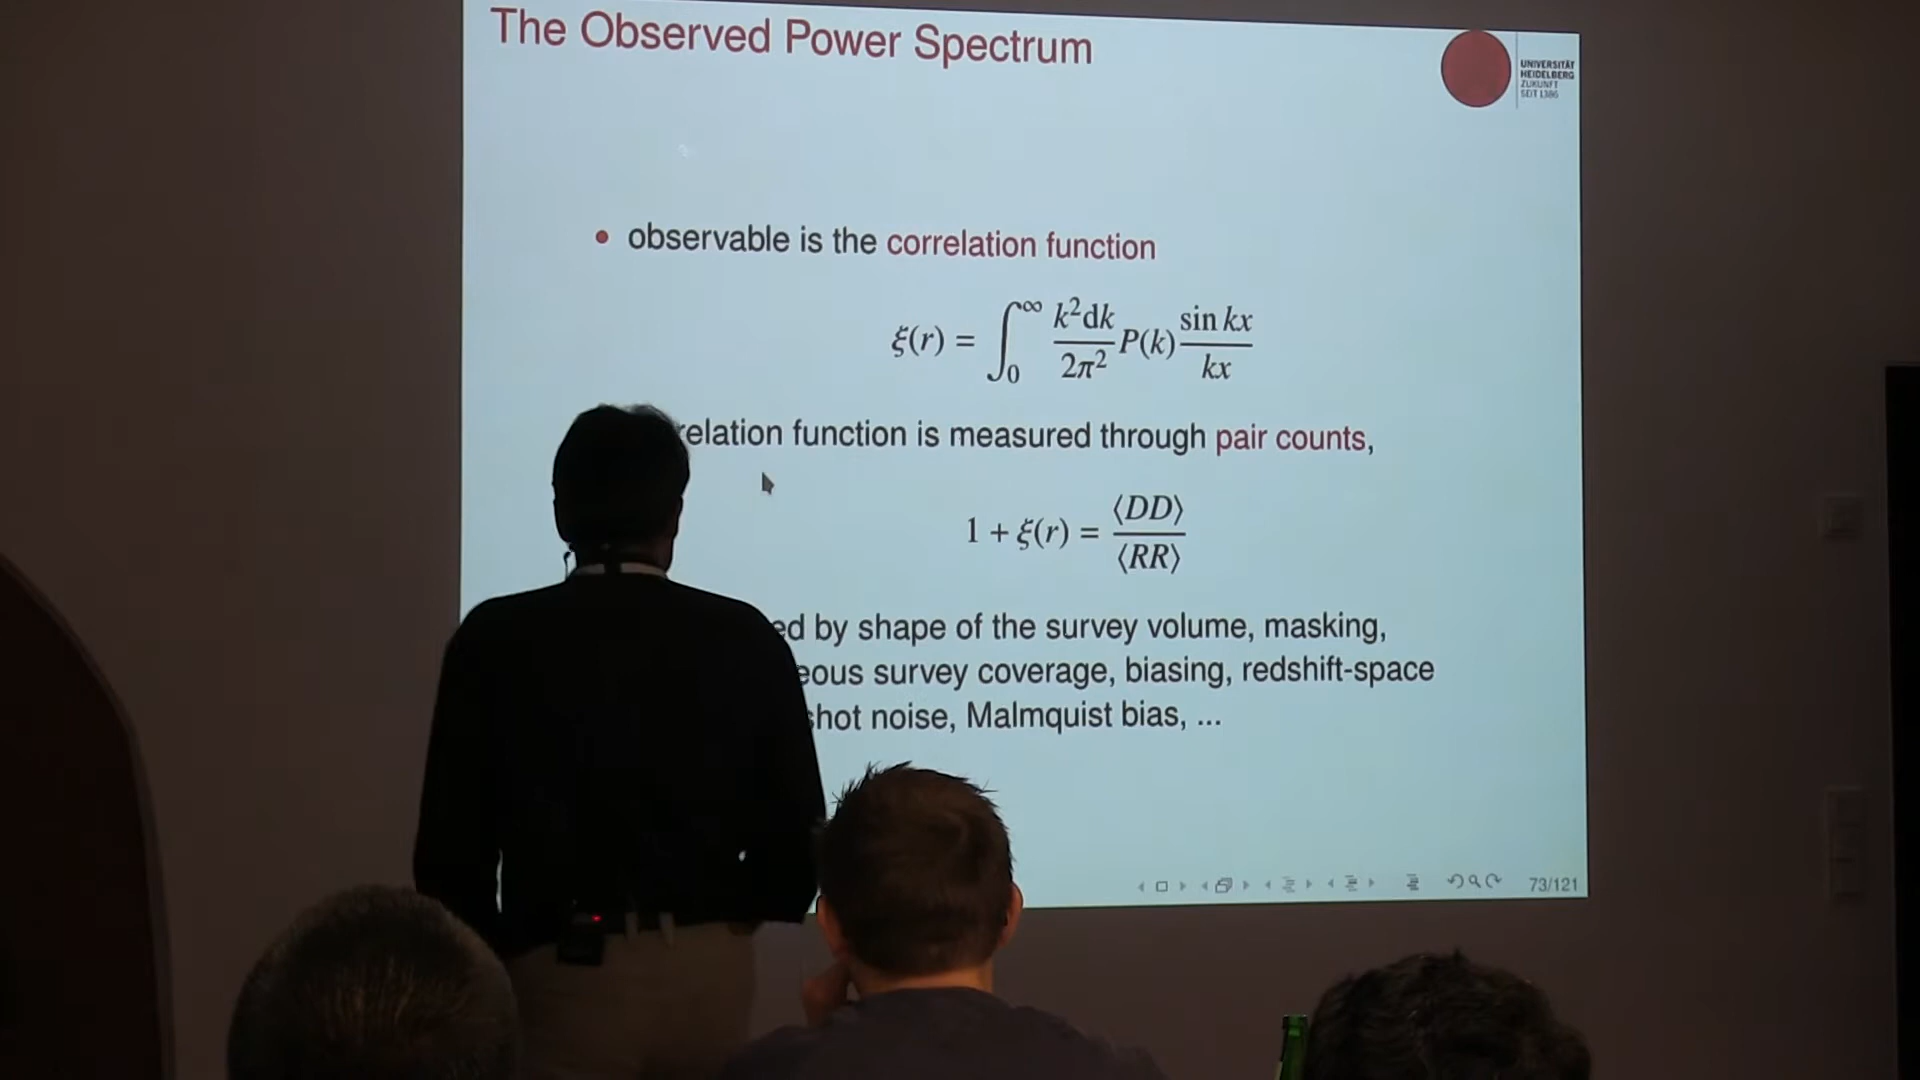 The Observed Power Spectrum
UNIVERSITÄT
HEIDELBERG
ZUKUNFT
SEIT 1386
• observable is the correlation function
ξ(r) = ∫₀^∞ k²dk/2π² P(k) sin kx/kx
relation function is measured through pair counts,
1 + ξ(r) = ⟨DD⟩/⟨RR⟩
ed by shape of the survey volume, masking,
eous survey coverage, biasing, redshift-space
shot noise, Malmquist bias, ...
73/121